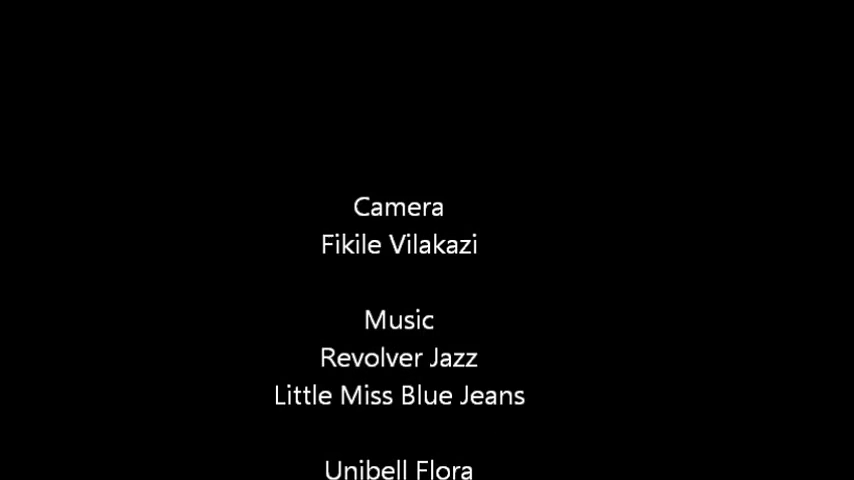 Camera
Fikile Vilakazi
Music
Revolver Jazz
Little Miss Blue Jeans
Unibell Flora